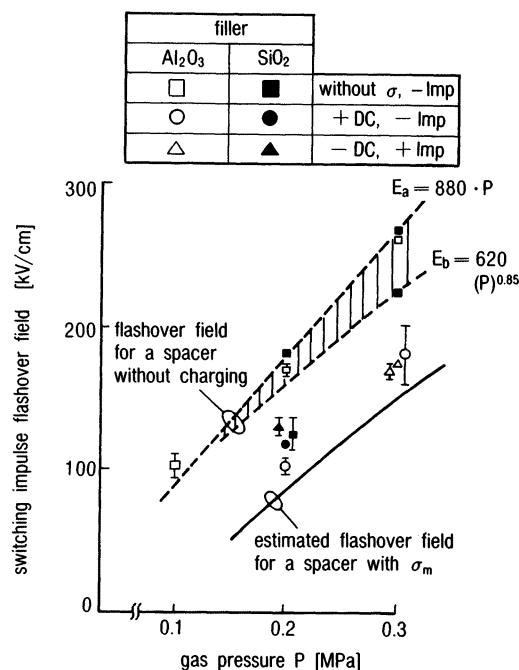 filler
Al₂O₃ SiO₂
without σ, − Imp
+ DC, − Imp
− DC, + Imp
300
200
100
0
switching impulse flashover field [kV/cm]
Eₐ = 880 · P
E_b = 620
(P)^0.85
flashover field
for a spacer
without charging
estimated flashover field
for a spacer with σₘ
0.1 0.2 0.3
gas pressure P [MPa]